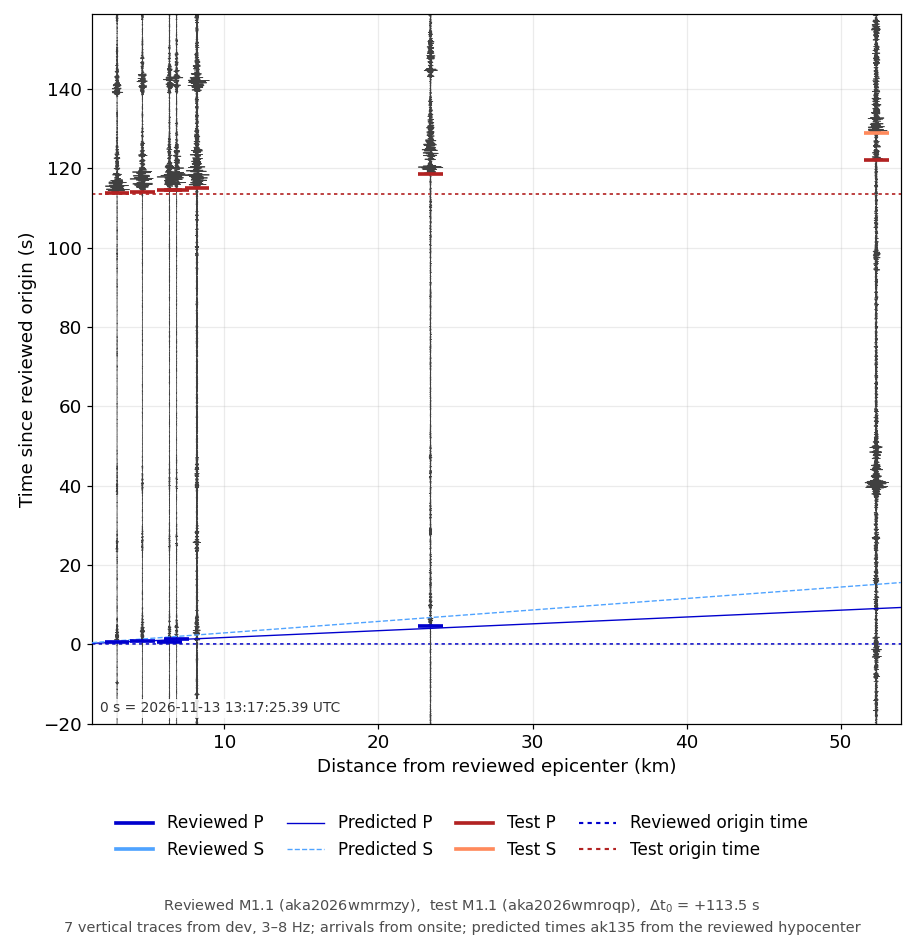 140
120
100
80
60
40
20
0
−20
Time since reviewed origin (s)
0 s = 2026-11-13 13:17:25.39 UTC
10 20 30 40 50
Distance from reviewed epicenter (km)
Reviewed P Predicted P Test P Reviewed origin time
Reviewed S Predicted S Test S Test origin time
Reviewed M1.1 (aka2026wmrmzy), test M1.1 (aka2026wmroqp), Δt₀ = +113.5 s
7 vertical traces from dev, 3–8 Hz; arrivals from onsite; predicted times ak135 from the reviewed hypocenter